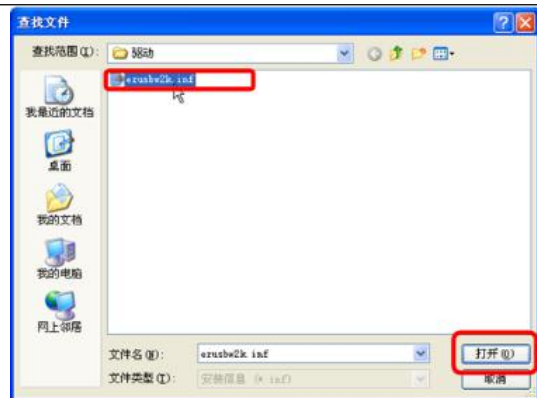 查找文件
查找范围(I):
驱动
ezusbw2k.inf
我最近的文档
桌面
我的文档
我的电脑
网上邻居
文件名(N):
ezusbw2k.inf
打开(O)
文件类型(T):
安装信息 (*.inf)
取消